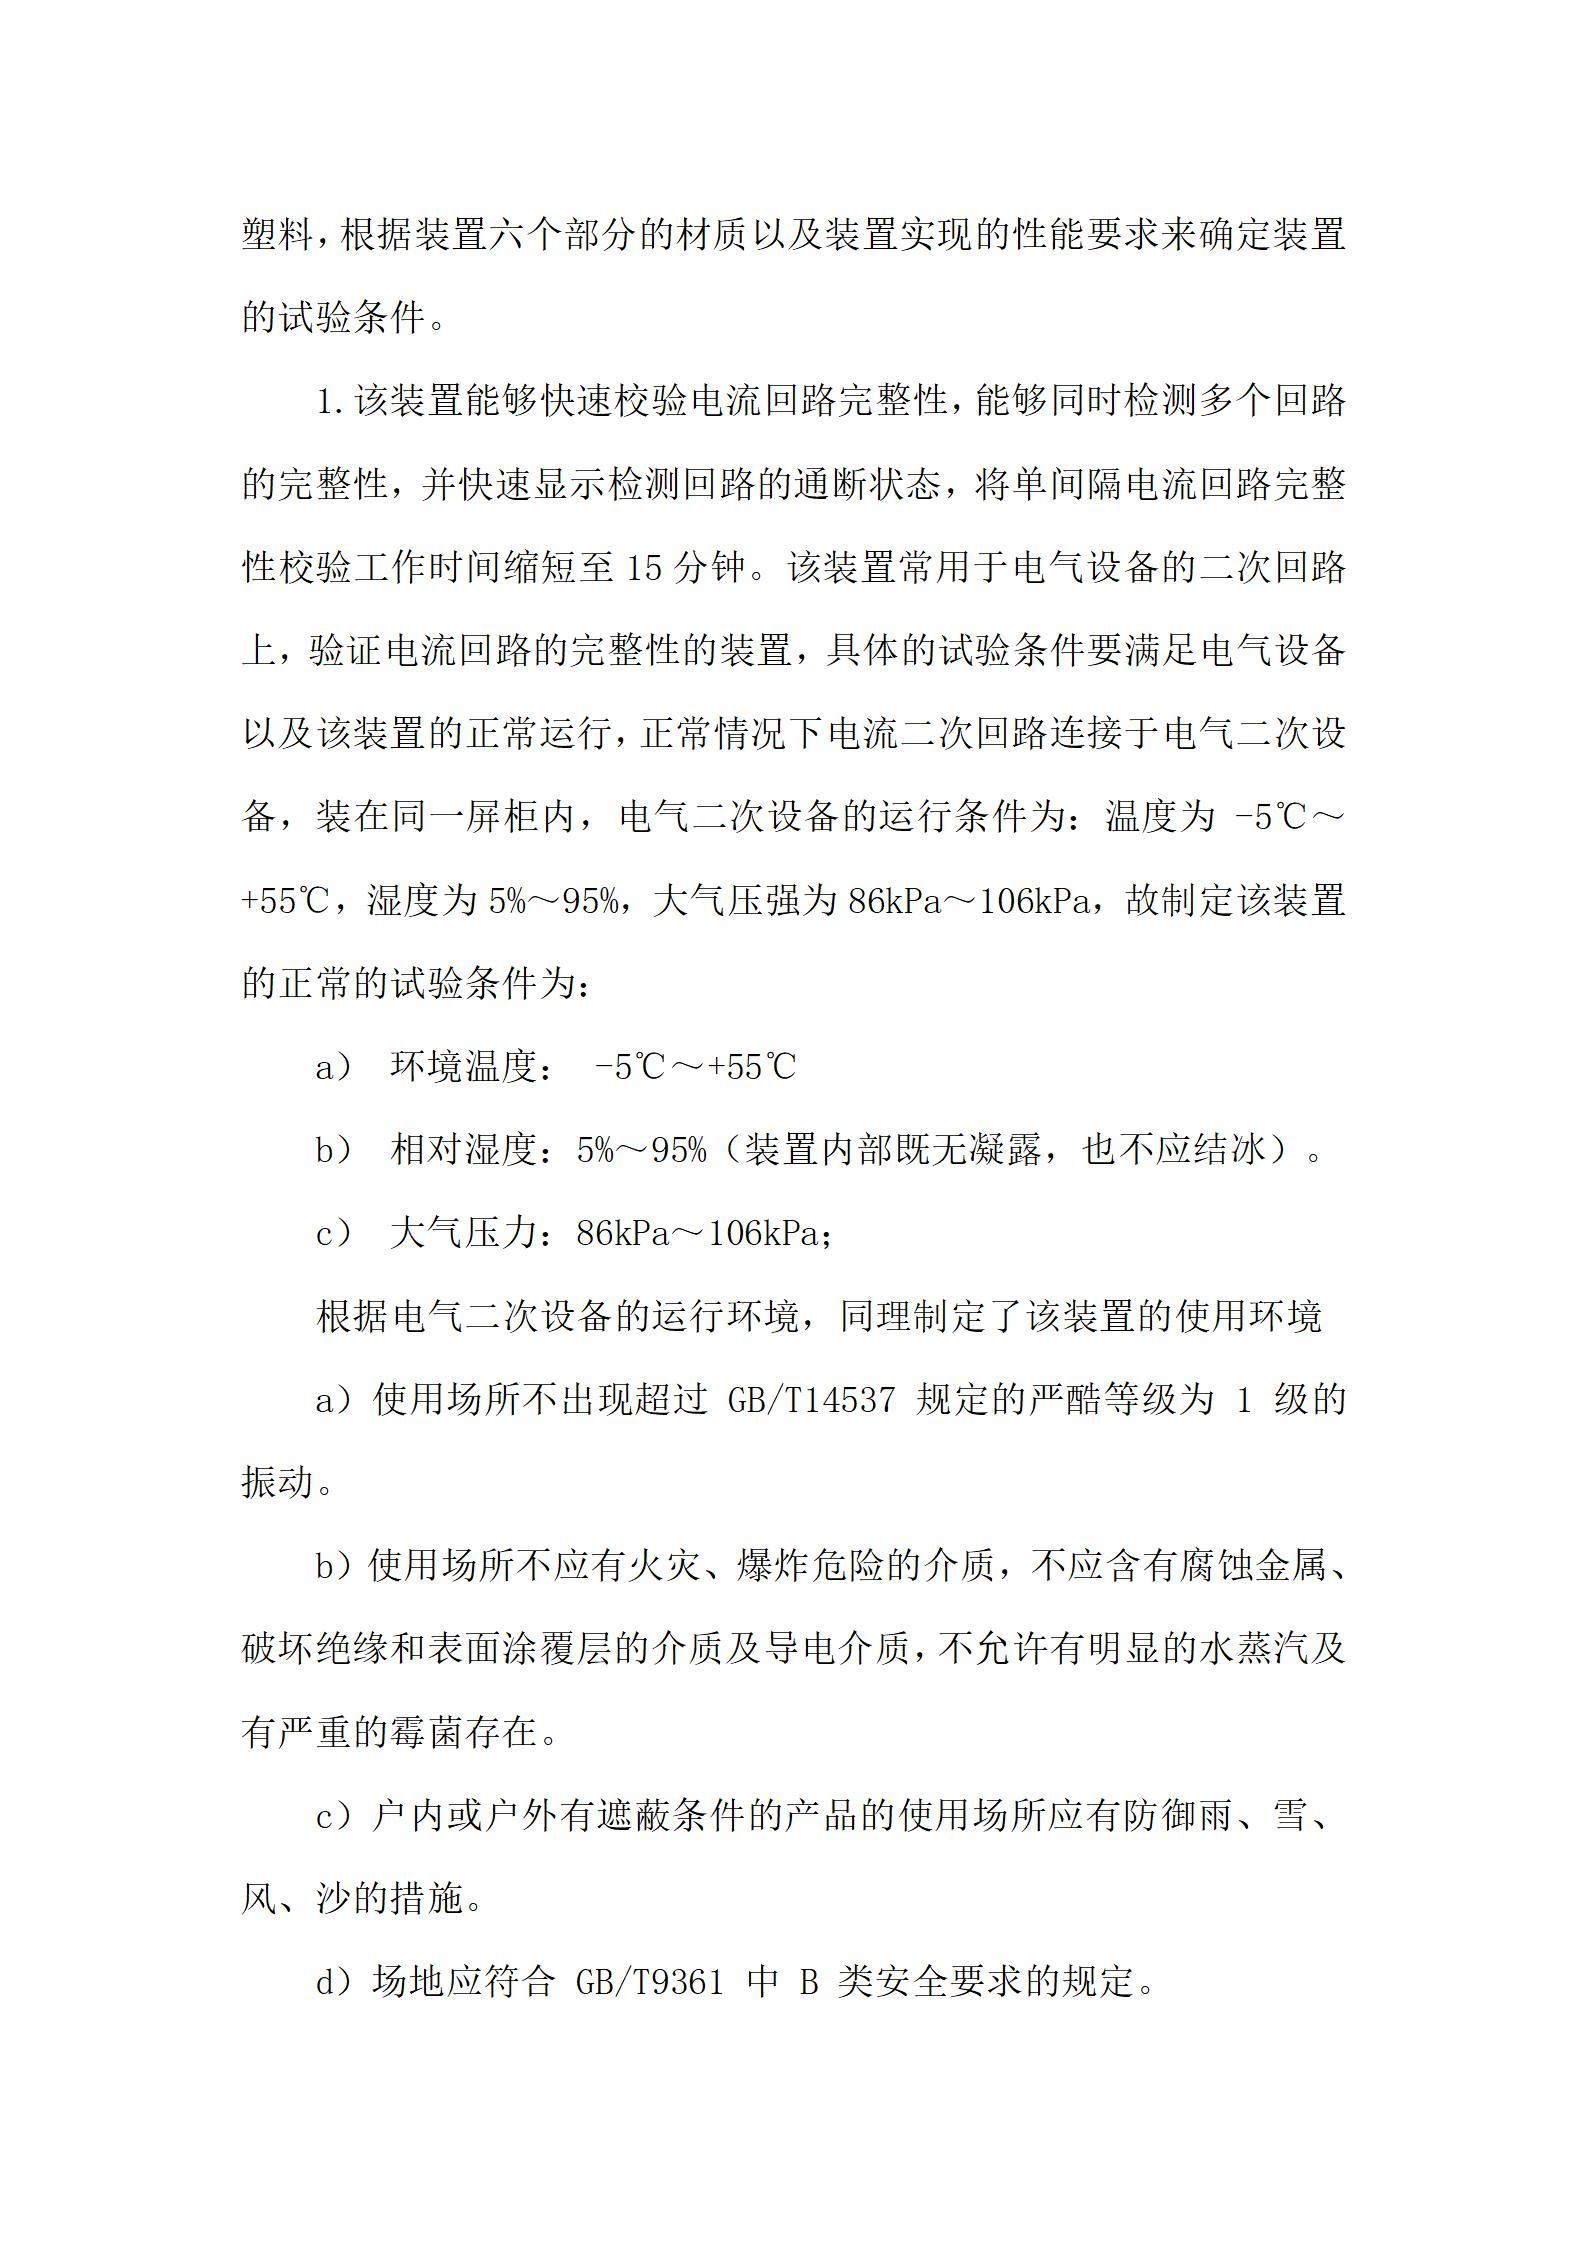 塑料，根据装置六个部分的材质以及装置实现的性能要求来确定装置
的试验条件。
1.该装置能够快速校验电流回路完整性，能够同时检测多个回路
的完整性，并快速显示检测回路的通断状态，将单间隔电流回路完整
性校验工作时间缩短至15分钟。该装置常用于电气设备的二次回路
上，验证电流回路的完整性的装置，具体的试验条件要满足电气设备
以及该装置的正常运行，正常情况下电流二次回路连接于电气二次设
备，装在同一屏柜内，电气二次设备的运行条件为：温度为 -5℃～
+55℃，湿度为5%～95%，大气压强为86kPa～106kPa，故制定该装置
的正常的试验条件为：
a） 环境温度： -5℃～+55℃
b） 相对湿度：5%～95%（装置内部既无凝露，也不应结冰）。
c） 大气压力：86kPa～106kPa；
根据电气二次设备的运行环境，同理制定了该装置的使用环境
a）使用场所不出现超过 GB/T14537 规定的严酷等级为 1 级的
振动。
b）使用场所不应有火灾、爆炸危险的介质，不应含有腐蚀金属、
破坏绝缘和表面涂覆层的介质及导电介质，不允许有明显的水蒸汽及
有严重的霉菌存在。
c）户内或户外有遮蔽条件的产品的使用场所应有防御雨、雪、
风、沙的措施。
d）场地应符合 GB/T9361 中 B 类安全要求的规定。